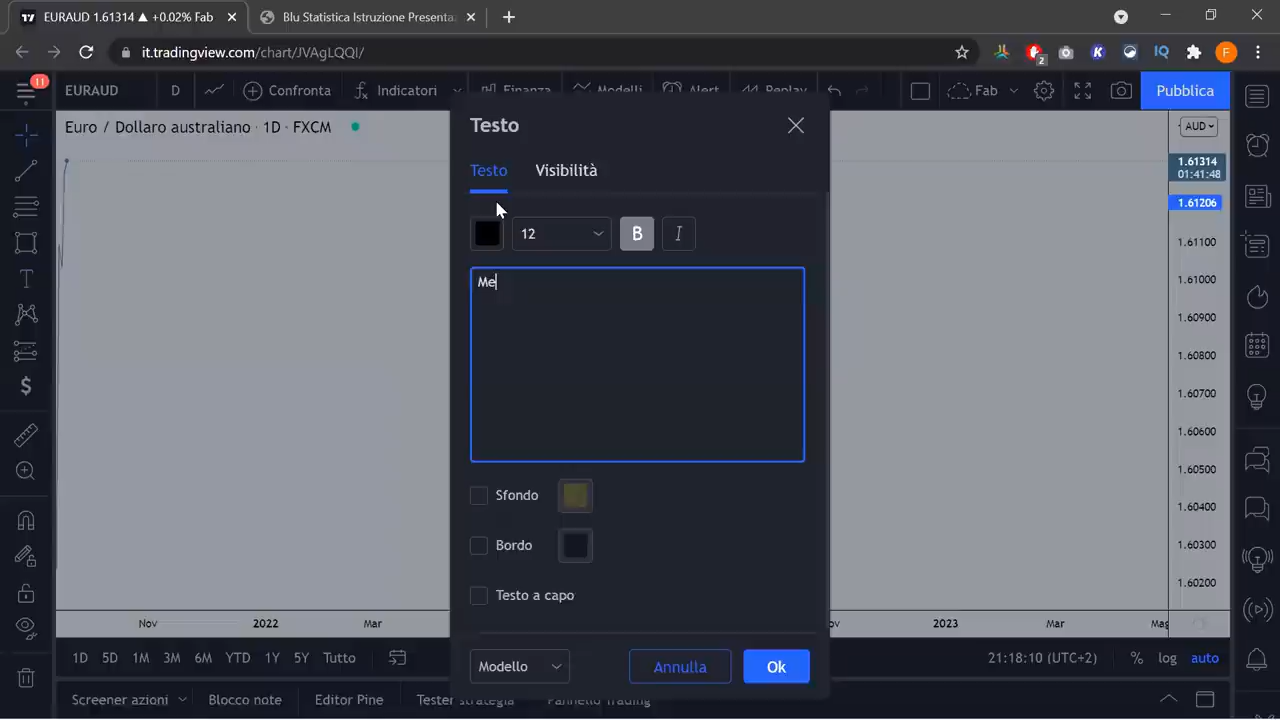 EURAUD 1.61314 ▲ +0.02% Fab
Blu Statistica Istruzione Presenta
it.tradingview.com/chart/JVAgLQQI/
2
K
IQ
F
11
EURAUD
D
Confronta
Indicatori
Finanza
Modelli
Alert
Replay
Fab
Pubblica
Euro / Dollaro australiano · 1D · FXCM
AUD
1.61314
01:41:48
1.61206
1.61100
1.61000
1.60900
1.60800
1.60700
1.60600
1.60500
1.60400
1.60300
1.60200
Testo
Testo
Visibilità
12
B
I
Me
Sfondo
Bordo
Testo a capo
Modello
Annulla
Ok
Nov
2022
Mar
ov
2023
Mar
Mag
1D 5D 1M 3M 6M YTD 1Y 5Y Tutto
21:18:10 (UTC+2)
%
log
auto
Screener azioni
Blocco note
Editor Pine
Tester strategia
Pannello Trading